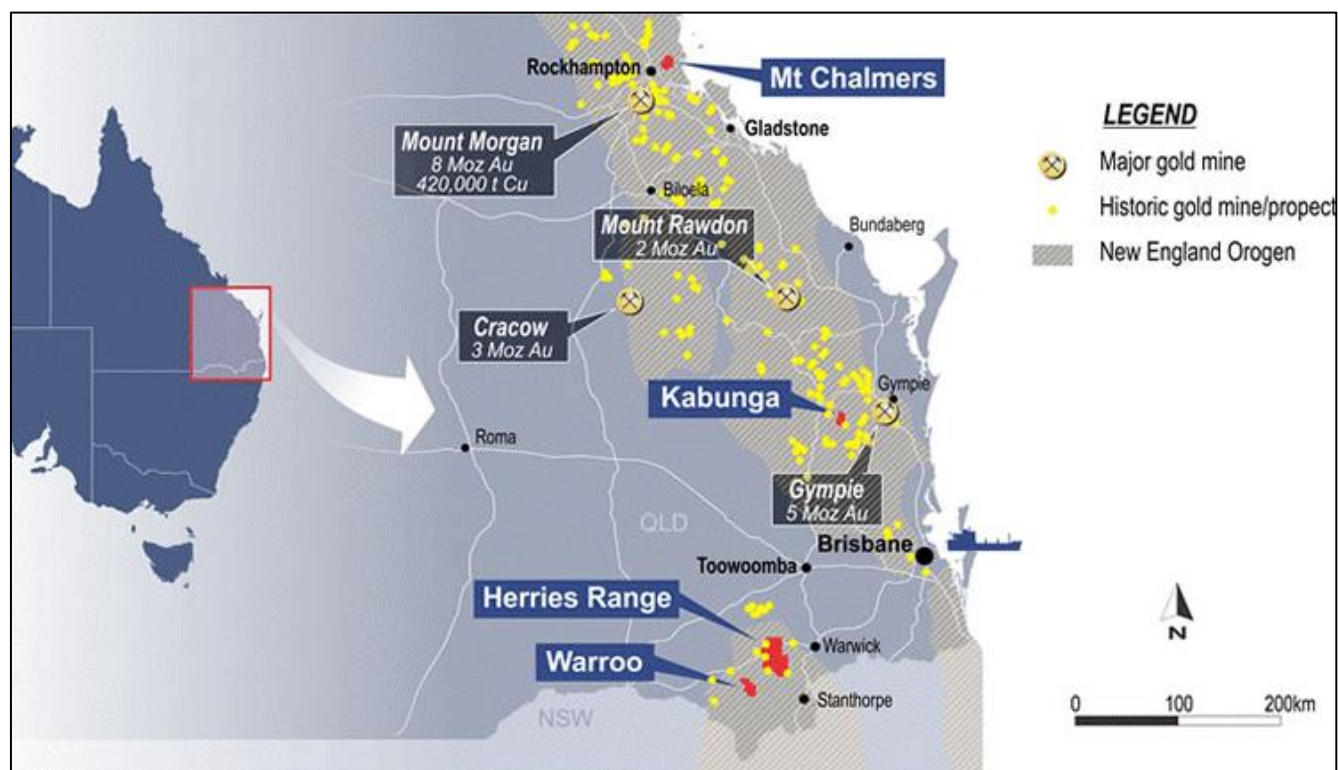 Rockhampton
Mt Chalmers
Mount Morgan
8 Moz Au
420,000 t Cu
Gladstone
Biloela
Mount Rawdon
2 Moz Au
Bundaberg
Cracow
3 Moz Au
Kabunga
Gympie
Roma
Gympie
5 Moz Au
QLD
Brisbane
Toowoomba
Herries Range
Warwick
Warroo
Stanthorpe
NSW
LEGEND
Major gold mine
Historic gold mine/propect
New England Orogen
N
0 100 200km